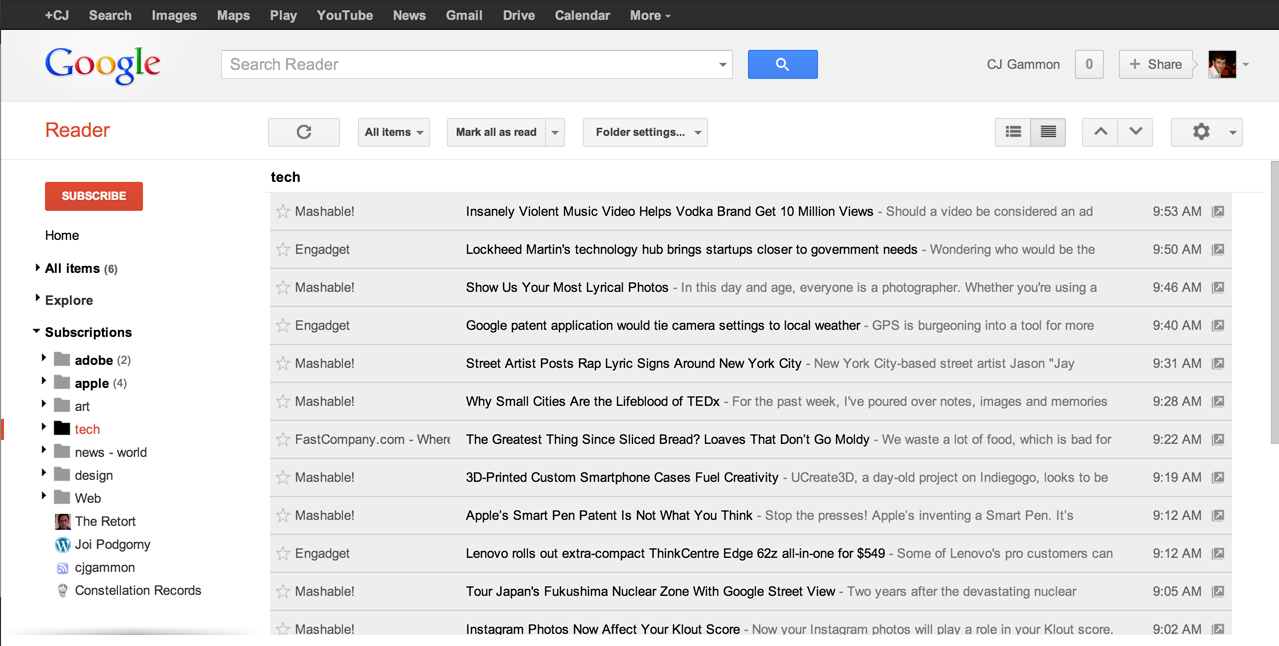 +CJ Search Images Maps Play YouTube News Gmail Drive Calendar More
Google Search Reader CJ Gammon 0 + Share
Reader All items Mark all as read Folder settings...
SUBSCRIBE
Home
All items (6)
Explore
Subscriptions
adobe (2)
apple (4)
art
tech
news - world
design
Web
The Retort
Joi Podgorny
cjgammon
Constellation Records
tech
Mashable! Insanely Violent Music Video Helps Vodka Brand Get 10 Million Views - Should a video be considered an ad 9:53 AM
Engadget Lockheed Martin's technology hub brings startups closer to government needs - Wondering who would be the 9:50 AM
Mashable! Show Us Your Most Lyrical Photos - In this day and age, everyone is a photographer. Whether you're using a 9:46 AM
Engadget Google patent application would tie camera settings to local weather - GPS is burgeoning into a tool for more 9:40 AM
Mashable! Street Artist Posts Rap Lyric Signs Around New York City - New York City-based street artist Jason "Jay 9:31 AM
Mashable! Why Small Cities Are the Lifeblood of TEDx - For the past week, I've poured over notes, images and memories 9:28 AM
FastCompany.com - Where The Greatest Thing Since Sliced Bread? Loaves That Don’t Go Moldy - We waste a lot of food, which is bad for 9:22 AM
Mashable! 3D-Printed Custom Smartphone Cases Fuel Creativity - UCreate3D, a day-old project on Indiegogo, looks to be 9:19 AM
Mashable! Apple’s Smart Pen Patent Is Not What You Think - Stop the presses! Apple’s inventing a Smart Pen. It’s 9:12 AM
Engadget Lenovo rolls out extra-compact ThinkCentre Edge 62z all-in-one for $549 - Some of Lenovo's pro customers can 9:12 AM
Mashable! Tour Japan's Fukushima Nuclear Zone With Google Street View - Two years after the devastating nuclear 9:05 AM
Mashable! Instagram Photos Now Affect Your Klout Score - Now your Instagram photos will play a role in your Klout score. 9:02 AM